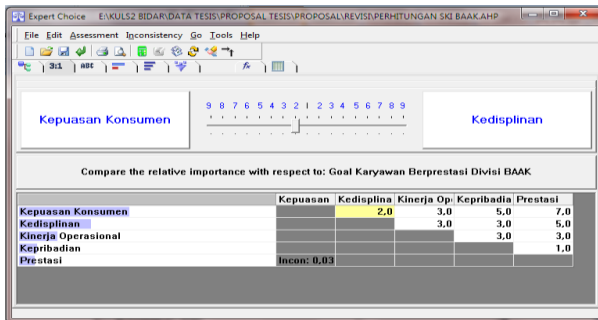 Expert Choice E:\KULS2 BIDAR\DATA TESIS\PROPOSAL TESIS\PROPOSAL\REVISI\PERHITUNGAN SKI BAAK.AHP
File Edit Assessment Inconsistency Go Tools Help
3:1 ABC
Kepuasan Konsumen
9 8 7 6 5 4 3 2 1 2 3 4 5 6 7 8 9
Kedisplinan
Compare the relative importance with respect to: Goal Karyawan Berprestasi Divisi BAAK
Kepuasan Kedisplina Kinerja Op Kepribadia Prestasi
Kepuasan Konsumen 2,0 3,0 5,0 7,0
Kedisplinan 3,0 3,0 5,0
Kinerja Operasional 3,0 3,0
Kepribadian 1,0
Prestasi Incon: 0,03